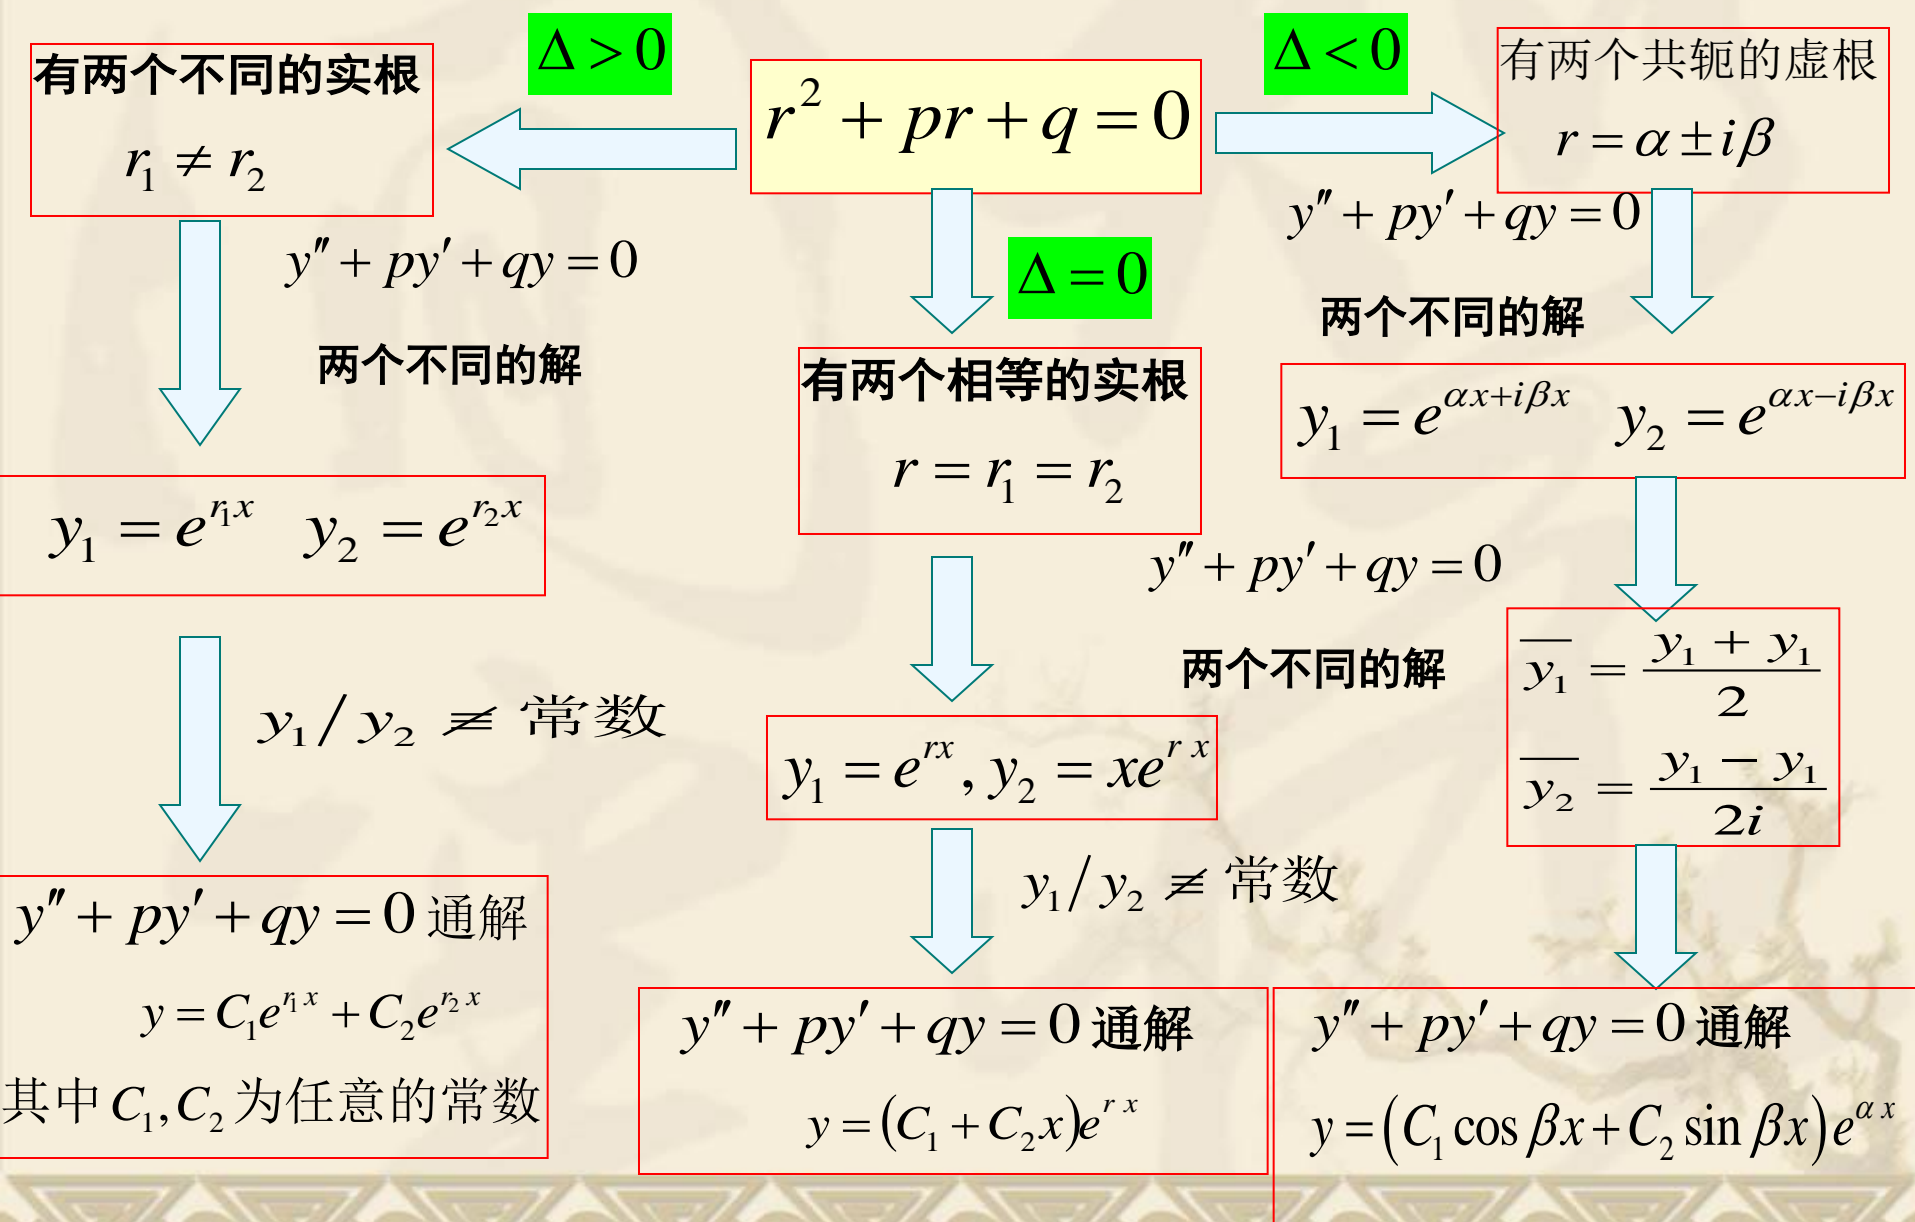 Δ > 0
Δ < 0
r² + pr + q = 0
有两个不同的实根
r₁ ≠ r₂
y″ + py′ + qy = 0
两个不同的解
y₁ = e^{r₁x} y₂ = e^{r₂x}
y₁ / y₂ ≢ 常数
y″ + py′ + qy = 0 通解
y = C₁e^{r₁x} + C₂e^{r₂x}
其中 C₁, C₂ 为任意的常数
Δ = 0
有两个相等的实根
r = r₁ = r₂
y″ + py′ + qy = 0
两个不同的解
y₁ = e^{rx}, y₂ = xe^{rx}
y₁ / y₂ ≢ 常数
y″ + py′ + qy = 0 通解
y = (C₁ + C₂x)e^{rx}
有两个共轭的虚根
r = α ± iβ
y″ + py′ + qy = 0
两个不同的解
y₁ = e^{αx+iβx} y₂ = e^{αx−iβx}
\overline{y₁} = \frac{y₁ + y₁}{2}
\overline{y₂} = \frac{y₁ − y₁}{2i}
y″ + py′ + qy = 0 通解
y = (C₁ cos βx + C₂ sin βx)e^{αx}